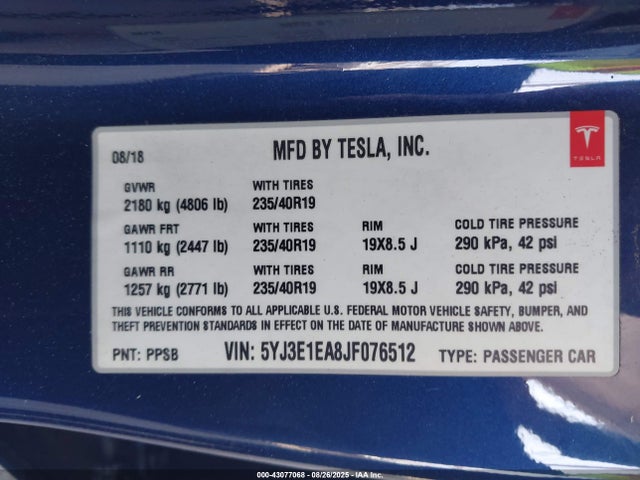 08/18 MFD BY TESLA, INC.
TESLA
GVWR WITH TIRES
2180 kg (4806 lb) 235/40R19
GAWR FRT WITH TIRES RIM COLD TIRE PRESSURE
1110 kg (2447 lb) 235/40R19 19X8.5 J 290 kPa, 42 psi
GAWR RR WITH TIRES RIM COLD TIRE PRESSURE
1257 kg (2771 lb) 235/40R19 19X8.5 J 290 kPa, 42 psi
THIS VEHICLE CONFORMS TO ALL APPLICABLE U.S. FEDERAL MOTOR VEHICLE SAFETY, BUMPER, AND
THEFT PREVENTION STANDARDS IN EFFECT ON THE DATE OF MANUFACTURE SHOWN ABOVE.
PNT: PPSB VIN: 5YJ3E1EA8JF076512 TYPE: PASSENGER CAR
000-43077068 - 08/26/2025 - IAA Inc.